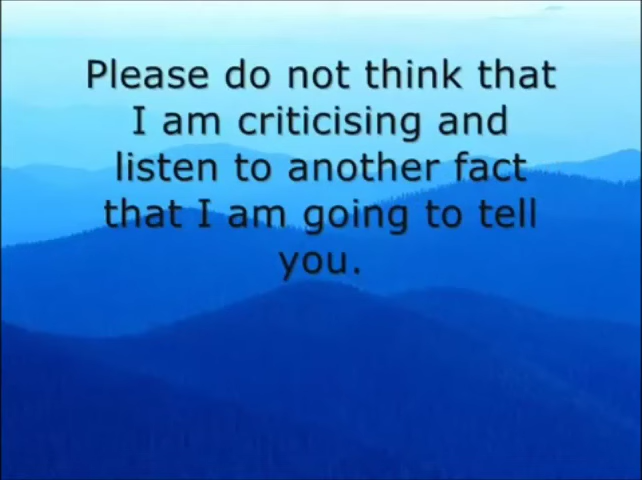 Please do not think that
I am criticising and
listen to another fact
that I am going to tell
you.